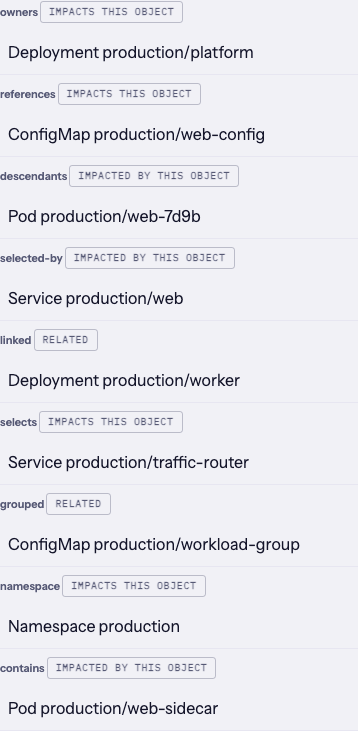 owners IMPACTS THIS OBJECT
Deployment production/platform
references IMPACTS THIS OBJECT
ConfigMap production/web-config
descendants IMPACTED BY THIS OBJECT
Pod production/web-7d9b
selected-by IMPACTED BY THIS OBJECT
Service production/web
linked RELATED
Deployment production/worker
selects IMPACTS THIS OBJECT
Service production/traffic-router
grouped RELATED
ConfigMap production/workload-group
namespace IMPACTS THIS OBJECT
Namespace production
contains IMPACTED BY THIS OBJECT
Pod production/web-sidecar